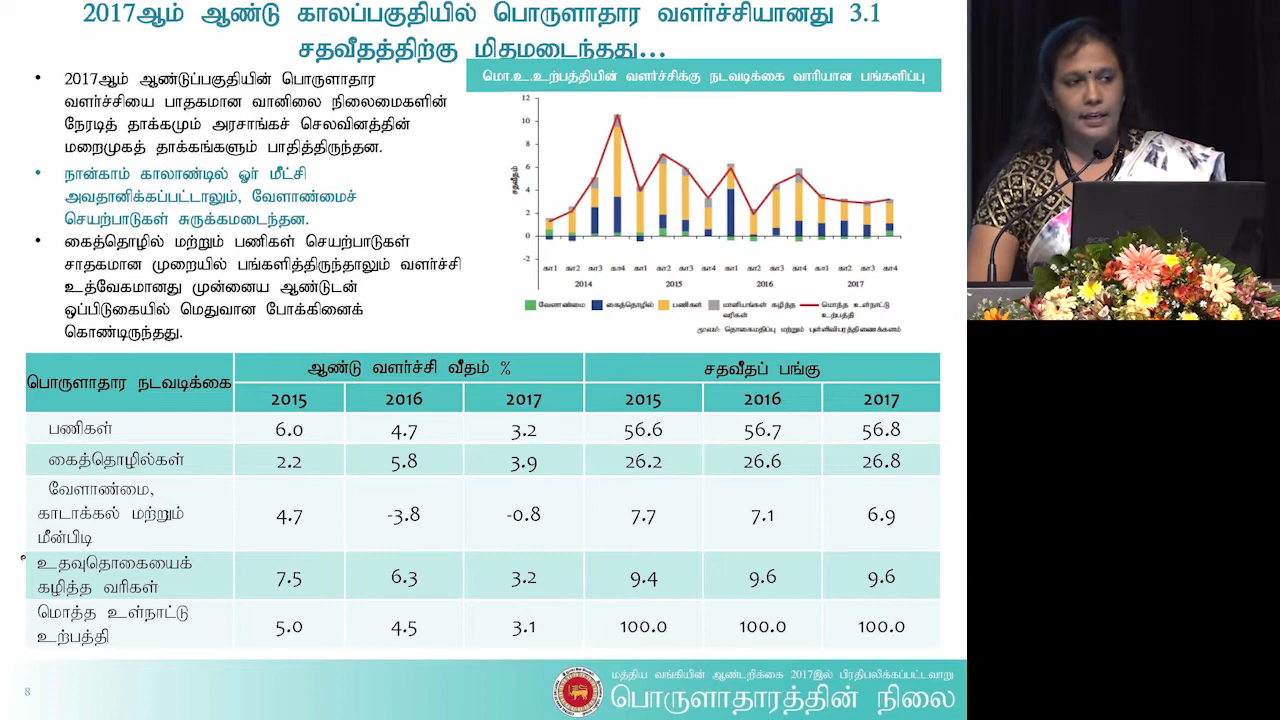 2017ஆம் ஆண்டு காலப்பகுதியில் பொருளாதார வளர்ச்சியானது 3.1
சதவீதத்திற்கு மிதமடைந்தது...
• 2017ஆம் ஆண்டுப்பகுதியின் பொருளாதார
வளர்ச்சியை பாதகமான வானிலை நிலைமைகளின்
நேரடித் தாக்கமும் அரசாங்கச் செலவினத்தின்
மறைமுகத் தாக்கங்களும் பாதித்திருந்தன.
• நான்காம் காலாண்டில் ஓர் மீட்சி
அவதானிக்கப்பட்டாலும், வேளாண்மைச்
செயற்பாடுகள் சுருக்கமடைந்தன.
• கைத்தொழில் மற்றும் பணிகள் செயற்பாடுகள்
சாதகமான முறையில் பங்களித்திருந்தாலும் வளர்ச்சி
உத்வேகமானது முன்னைய ஆண்டுடன்
ஒப்பிடுகையில் மெதுவான போக்கினைக்
கொண்டிருந்தது.
மொ.உ.உற்பத்தியின் வளர்ச்சிக்கு நடவடிக்கை வாரியான பங்களிப்பு
சதவீதம்
12
10
8
6
4
2
0
-2
கா1 கா2 கா3 கா4 கா1 கா2 கா3 கா4 கா1 கா2 கா3 கா4 கா1 கா2 கா3 கா4
2014 2015 2016 2017
வேளாண்மை கைத்தொழில் பணிகள் மானியங்கள் கழித்த மொத்த உள்நாட்டு
வரிகள் உற்பத்தி
மூலம்: தொகைமதிப்பு மற்றும் புள்ளிவிபரத்திணைக்களம்
பொருளாதார நடவடிக்கை ஆண்டு வளர்ச்சி வீதம் % சதவீதப் பங்கு
2015 2016 2017 2015 2016 2017
பணிகள் 6.0 4.7 3.2 56.6 56.7 56.8
கைத்தொழில்கள் 2.2 5.8 3.9 26.2 26.6 26.8
வேளாண்மை,
காடாக்கல் மற்றும் 4.7 -3.8 -0.8 7.7 7.1 6.9
மீன்பிடி
உதவுதொகையைக்
கழித்த வரிகள் 7.5 6.3 3.2 9.4 9.6 9.6
மொத்த உள்நாட்டு
உற்பத்தி 5.0 4.5 3.1 100.0 100.0 100.0
8
மத்திய வங்கியின் ஆண்டறிக்கை 2017இல் பிரதிபலிக்கப்பட்டவாறு
பொருளாதாரத்தின் நிலை